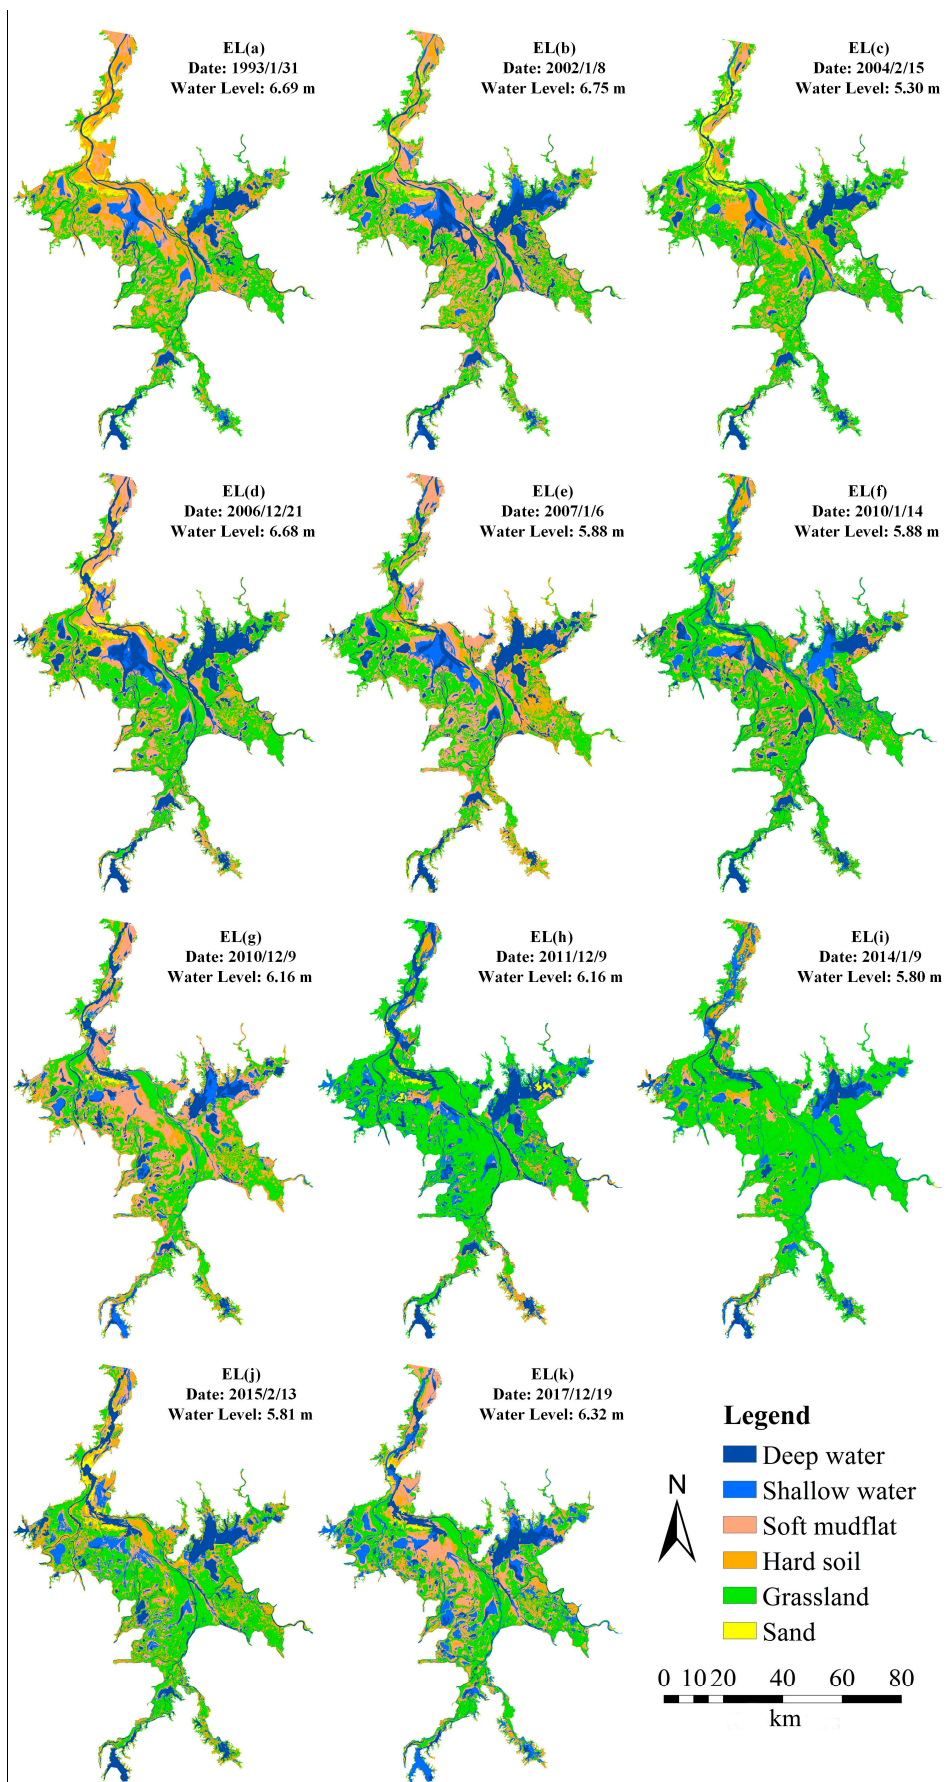 EL(a)
Date: 1993/1/31
Water Level: 6.69 m
EL(b)
Date: 2002/1/8
Water Level: 6.75 m
EL(c)
Date: 2004/2/15
Water Level: 5.30 m
EL(d)
Date: 2006/12/21
Water Level: 6.68 m
EL(e)
Date: 2007/1/6
Water Level: 5.88 m
EL(f)
Date: 2010/1/14
Water Level: 5.88 m
EL(g)
Date: 2010/12/9
Water Level: 6.16 m
EL(h)
Date: 2011/12/9
Water Level: 6.16 m
EL(i)
Date: 2014/1/9
Water Level: 5.80 m
EL(j)
Date: 2015/2/13
Water Level: 5.81 m
EL(k)
Date: 2017/12/19
Water Level: 6.32 m
Legend
Deep water
Shallow water
Soft mudflat
Hard soil
Grassland
Sand
N
0 10 20 40 60 80
km